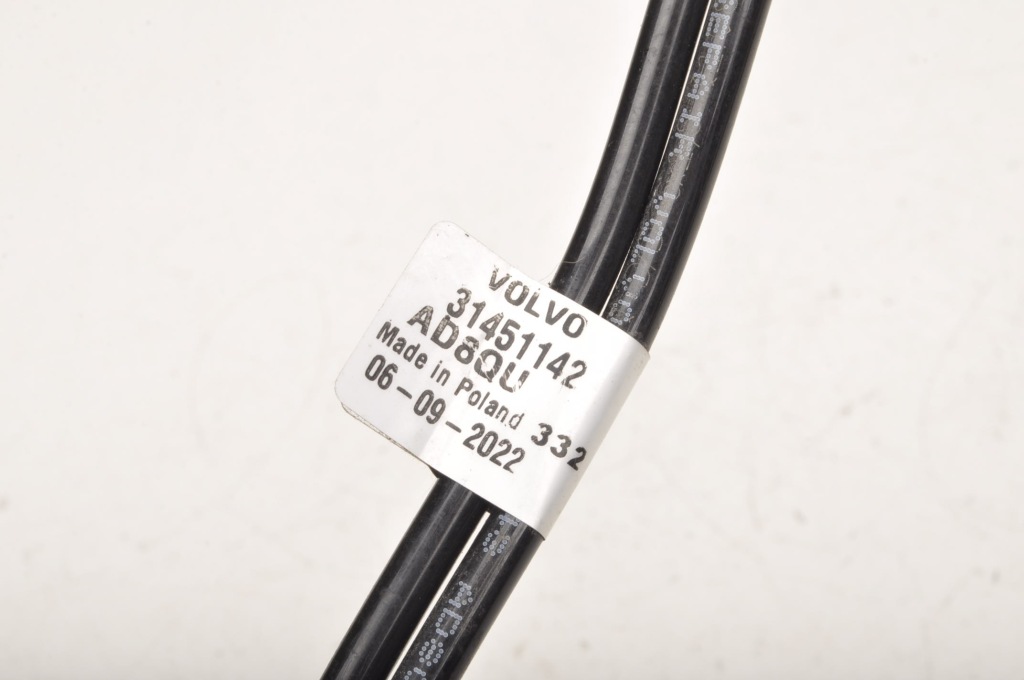 VOLVO
31451142
AD8QU
Made in Poland 332
06-09-2022